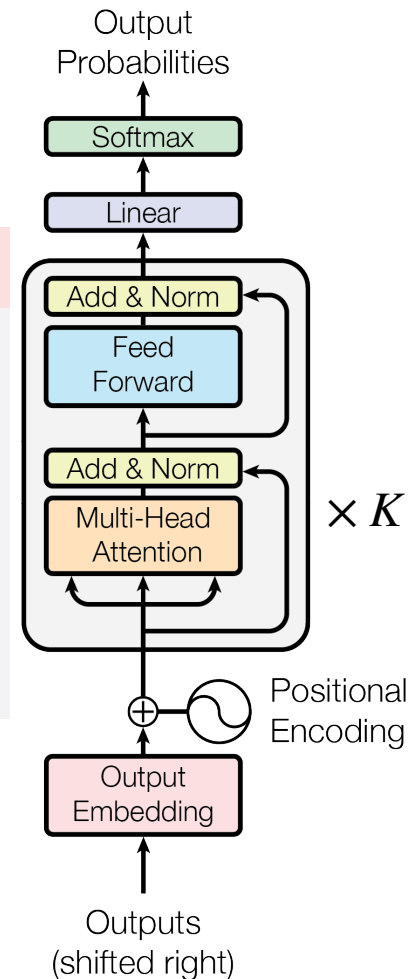 Output
Probabilities
Softmax
Linear
Add & Norm
Feed
Forward
Add & Norm
Multi-Head
Attention
× K
Positional
Encoding
Output
Embedding
Outputs
(shifted right)